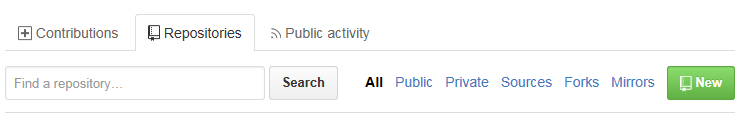 Contributions Repositories Public activity
Find a repository... Search All Public Private Sources Forks Mirrors New